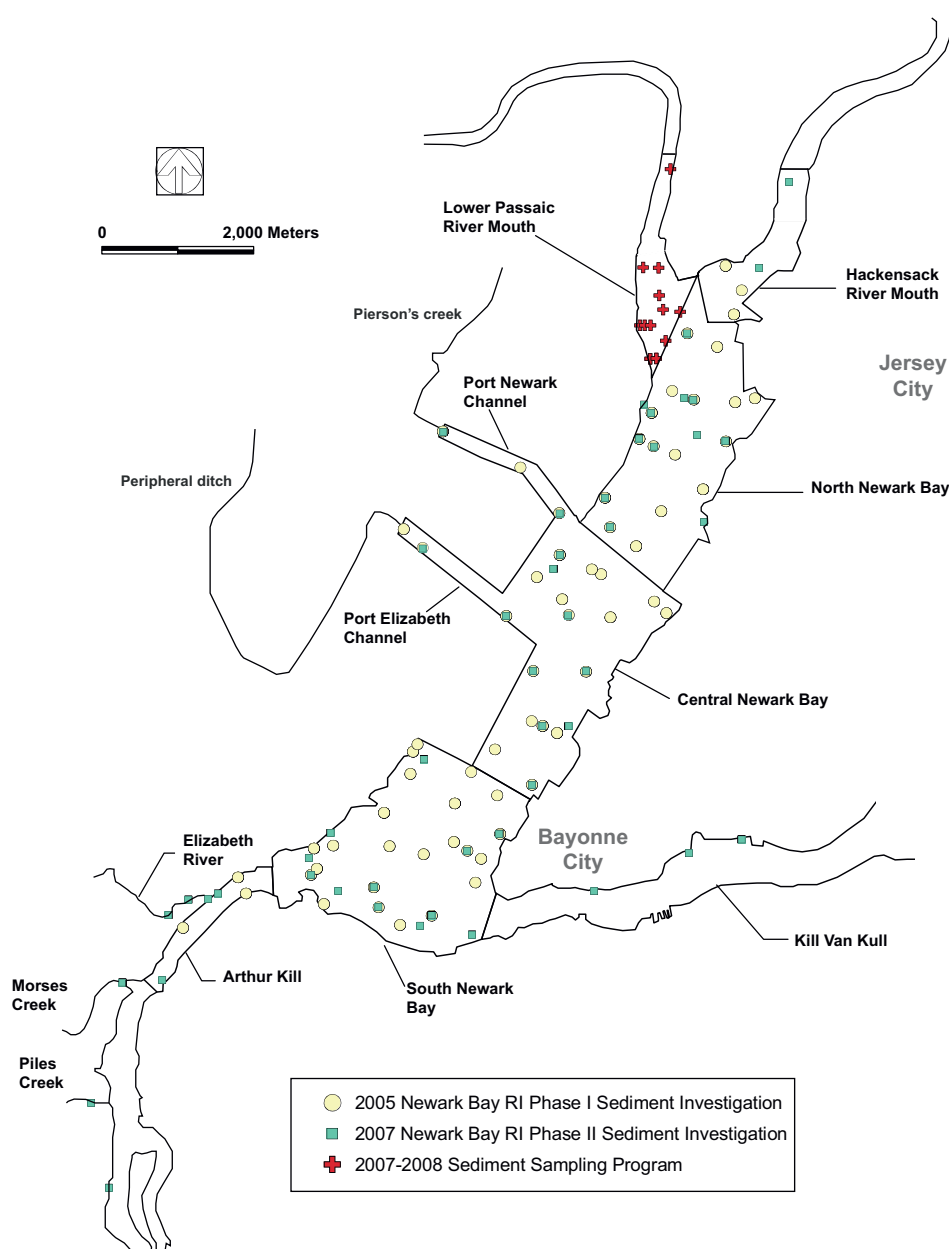 Lower Passaic
River Mouth
0 2,000 Meters
Hackensack
River Mouth
Pierson's creek
Jersey
City
Port Newark
Channel
Peripheral ditch
North Newark Bay
Port Elizabeth
Channel
Central Newark Bay
Elizabeth
River
Bayonne
City
Kill Van Kull
Arthur Kill
Morses
Creek
South Newark
Bay
Piles
Creek
2005 Newark Bay RI Phase I Sediment Investigation
2007 Newark Bay RI Phase II Sediment Investigation
2007-2008 Sediment Sampling Program